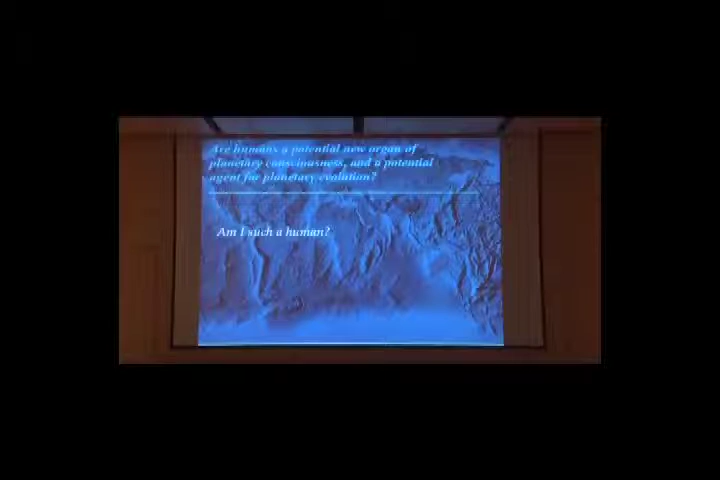 Are humans a potential new organ of
planetary consciousness, and a potential
agent for planetary evolution?
Am I such a human?